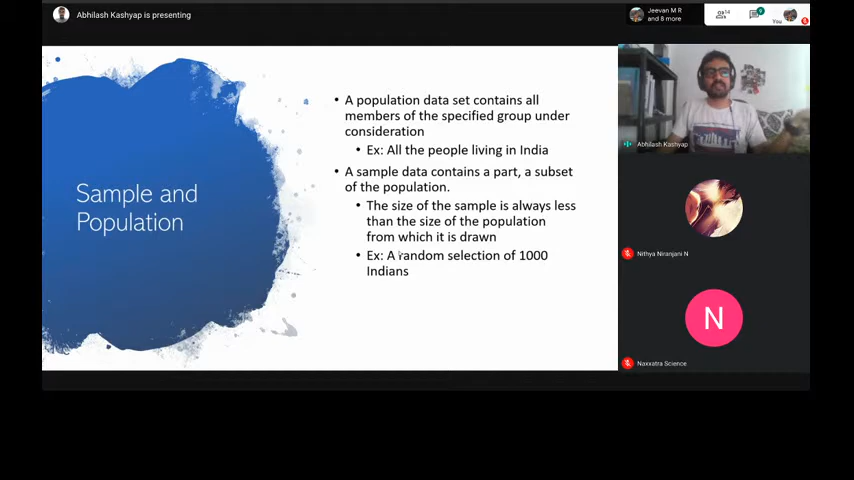 Abhilash Kashyap is presenting
Jeevan M R
and 8 more
14
9
You
Sample and
Population
• A population data set contains all
members of the specified group under
consideration
• Ex: All the people living in India
• A sample data contains a part, a subset
of the population.
• The size of the sample is always less
than the size of the population
from which it is drawn
• Ex: A random selection of 1000
Indians
Abhilash Kashyap
Nithya Niranjani N
N
Naxxatra Science